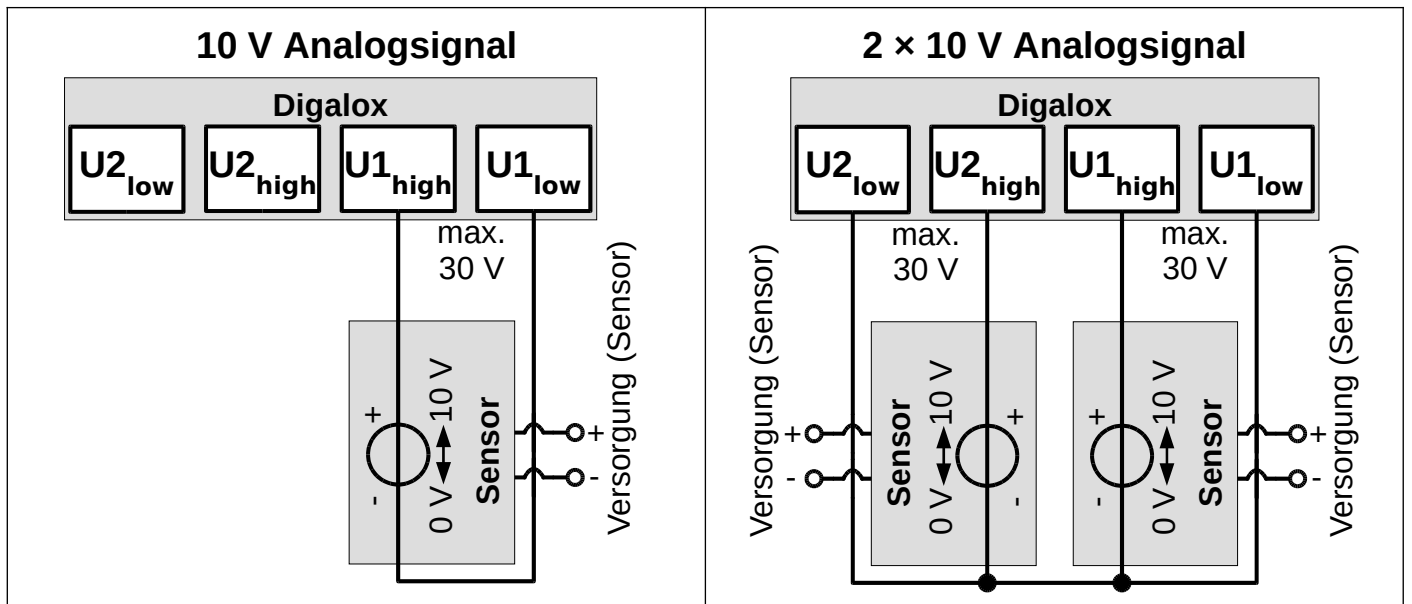 10 V Analogsignal
Digalox
U2low
U2high
U1high
U1low
max.
30 V
+
-
0 V
10 V
Sensor
+
-
Versorgung (Sensor)
2 × 10 V Analogsignal
Digalox
U2low
U2high
U1high
U1low
max.
30 V
max.
30 V
Versorgung (Sensor)
+
-
Sensor
0 V
10 V
+
-
+
-
0 V
10 V
Sensor
+
-
Versorgung (Sensor)